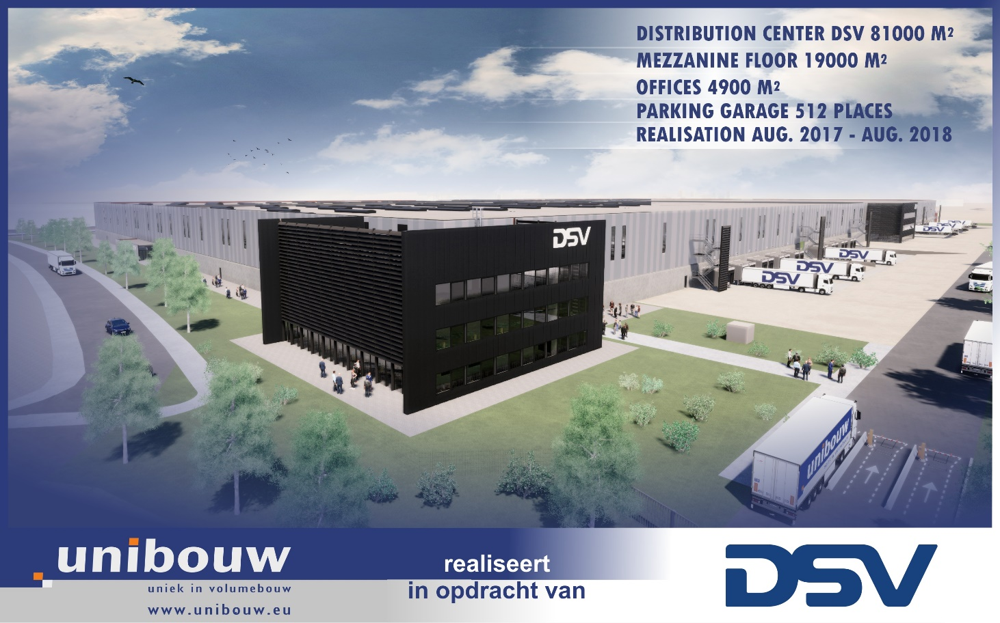 DISTRIBUTION CENTER DSV 81000 M²
MEZZANINE FLOOR 19000 M²
OFFICES 4900 M²
PARKING GARAGE 512 PLACES
REALISATION AUG. 2017 - AUG. 2018
DSV
DSV
DSV
DSV
unibouw
unibouw
uniek in volumebouw
www.unibouw.eu
realiseert
in opdracht van
DSV